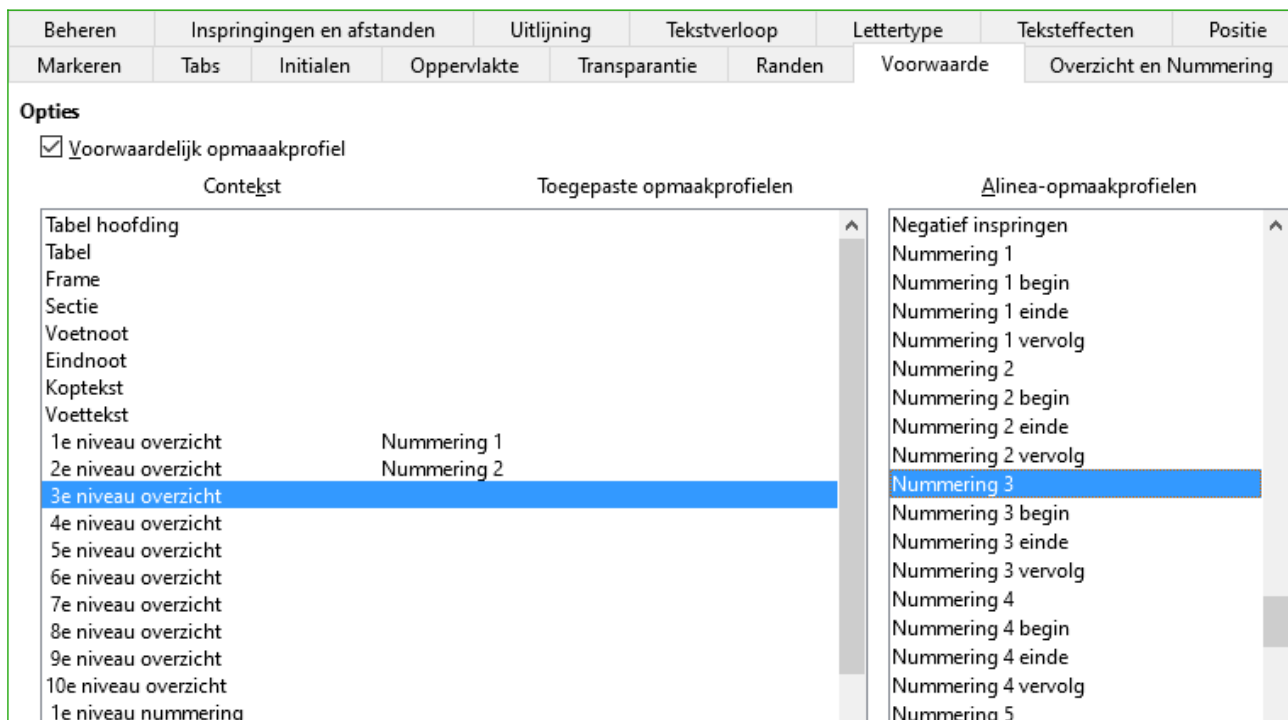 Beheren Inspringingen en afstanden Uitlijning Tekstverloop Lettertype Teksteffecten Positie
Markeren Tabs Initialen Oppervlakte Transparantie Randen Voorwaarde Overzicht en Nummering
Opties
Voorwaardelijk opmaaakprofiel
Contekst Toegepaste opmaakprofielen Alinea-opmaakprofielen
Tabel hoofding
Tabel
Frame
Sectie
Voetnoot
Eindnoot
Koptekst
Voettekst
1e niveau overzicht Nummering 1
2e niveau overzicht Nummering 2
3e niveau overzicht
4e niveau overzicht
5e niveau overzicht
6e niveau overzicht
7e niveau overzicht
8e niveau overzicht
9e niveau overzicht
10e niveau overzicht
1e niveau nummering
Negatief inspringen
Nummering 1
Nummering 1 begin
Nummering 1 einde
Nummering 1 vervolg
Nummering 2
Nummering 2 begin
Nummering 2 einde
Nummering 2 vervolg
Nummering 3
Nummering 3 begin
Nummering 3 einde
Nummering 3 vervolg
Nummering 4
Nummering 4 begin
Nummering 4 einde
Nummering 4 vervolg
Nummering 5